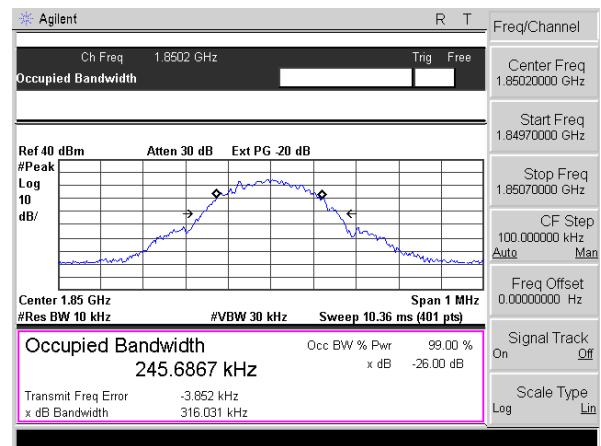 Agilent R T
Ch Freq 1.8502 GHz Trig Free
Occupied Bandwidth
Ref 40 dBm Atten 30 dB Ext PG -20 dB
#Peak
Log
10
dB/
Center 1.85 GHz Span 1 MHz
#Res BW 10 kHz #VBW 30 kHz Sweep 10.36 ms (401 pts)
Occupied Bandwidth Occ BW % Pwr 99.00 %
245.6867 kHz x dB -26.00 dB
Transmit Freq Error -3.852 kHz
x dB Bandwidth 316.031 kHz
Freq/Channel
Center Freq
1.85020000 GHz
Start Freq
1.84970000 GHz
Stop Freq
1.85070000 GHz
CF Step
100.000000 kHz
Auto Man
Freq Offset
0.00000000 Hz
Signal Track
On Off
Scale Type
Log Lin